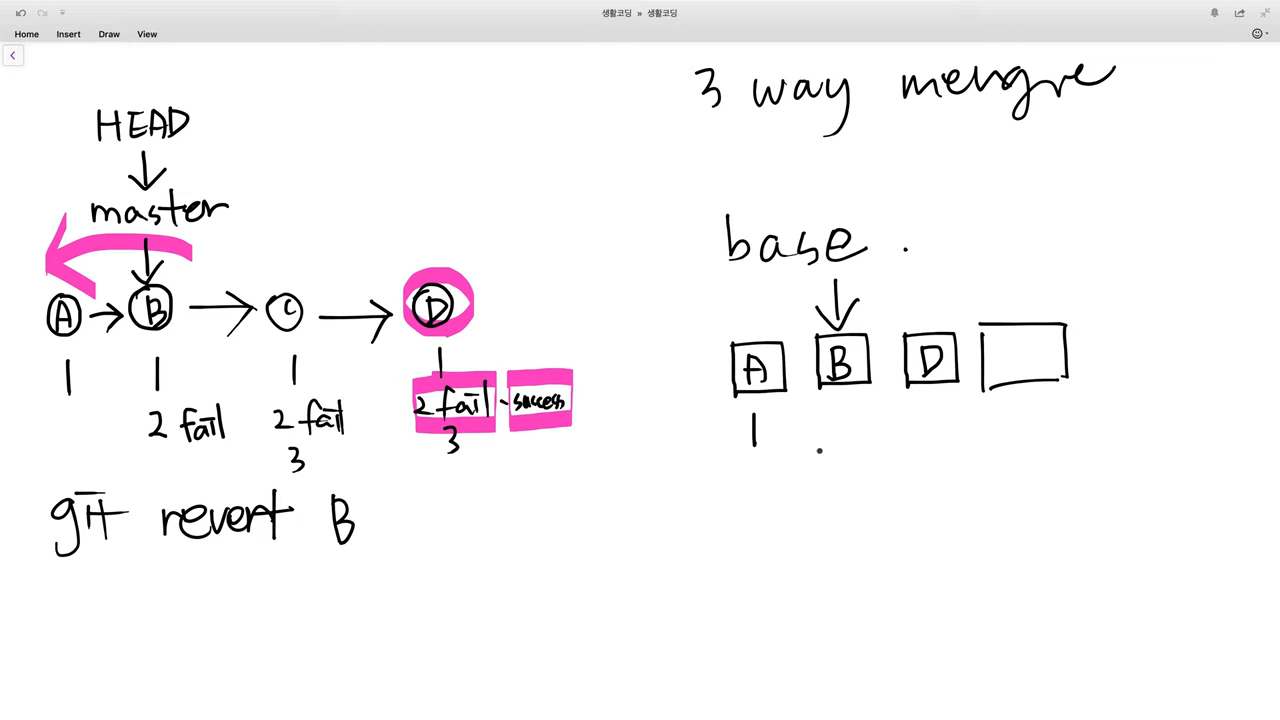 생활코딩 » 생활코딩
Home Insert Draw View
3 way mengre
HEAD
master
base .
A B C D
1 1 1 1
2 fail 2 fail 2 fail - success
3 3
A B D
1
git revert B